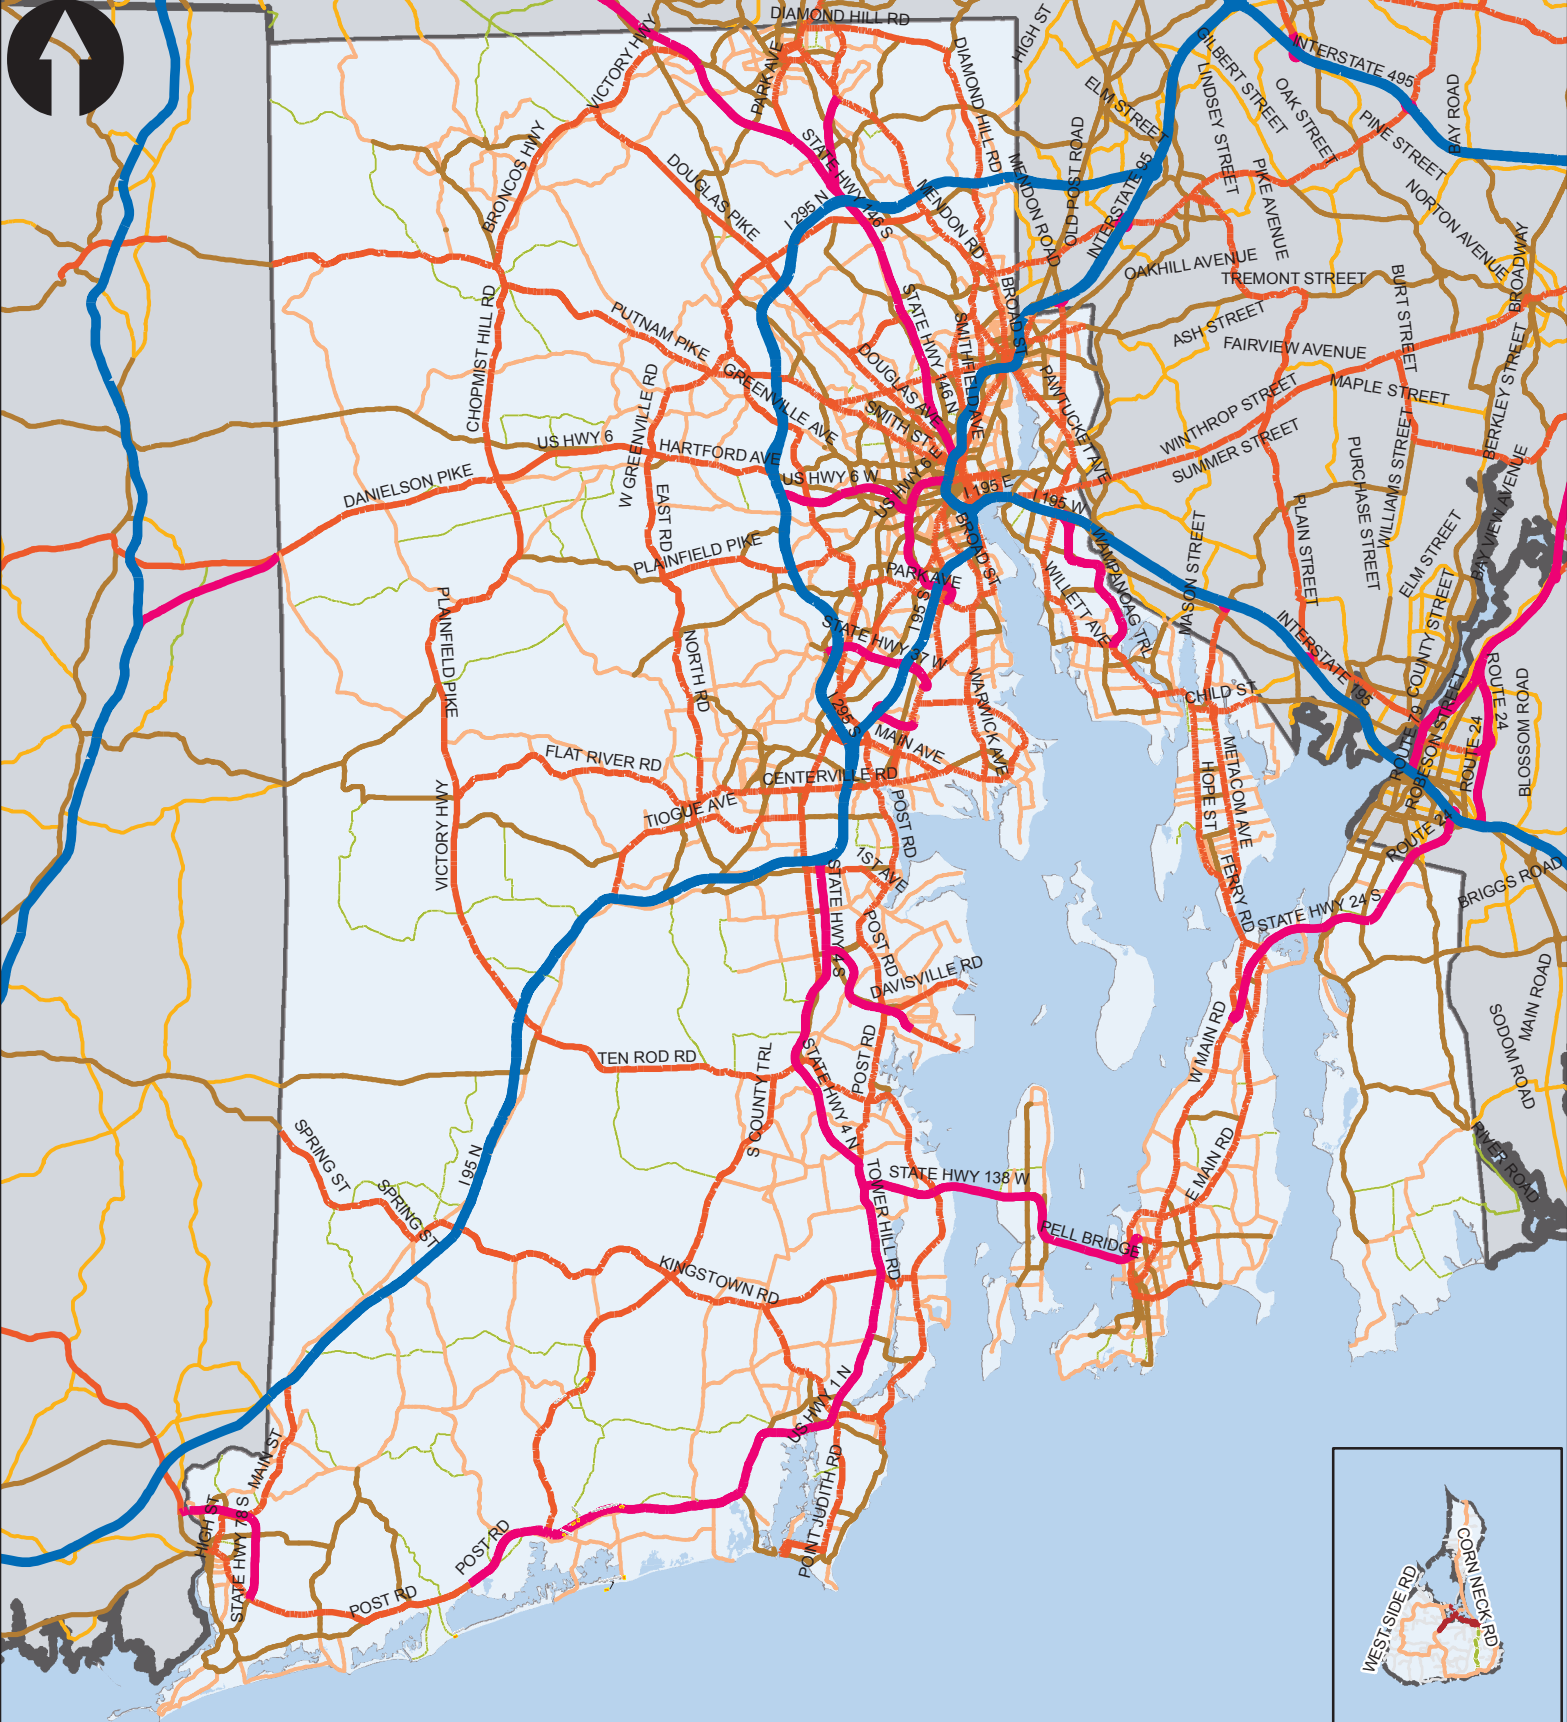 DIAMOND HILL RD
HIGH ST
VICTORY HWY
PARK AVE
DIAMOND HILL RD
ELM STREET
GILBERT STREET
LINDSEY STREET
INTERSTATE 495
OAK STREET
BAY ROAD
PINE STREET
BRONCOS HWY
DOUGLAS PIKE
STATE HWY 146 S
I 295 N
MENDON RD
MENDON ROAD
OLD POST ROAD
INTERSTATE 95
PIKE AVENUE
NORTON AVENUE
BROADWAY
OAKHILL AVENUE
TREMONT STREET
BURT STREET
CHOPMIST HILL RD
PUTNAM PIKE
STATE HWY 146 N
SMITHFIELD AVE
BROAD ST
ASH STREET
FAIRVIEW AVENUE
BERKLEY STREET
GREENVILLE AVE
DOUGLAS AVE
SMITH ST
PAWTUCKET AVE
WINTHROP STREET
MAPLE STREET
W GREENVILLE RD
US HWY 6
HARTFORD AVE
SUMMER STREET
PURCHASE STREET
WILLIAMS STREET
DANIELSON PIKE
US HWY 6 W
US HWY 6 E
I 195 E
I 195 W
BAY VIEW AVENUE
EAST RD
PLAINFIELD PIKE
BROAD ST
PARK AVE
WAMPANOAG TRL
WILLETT AVE
MASON STREET
PLAIN STREET
ELM STREET
PLAINFIELD PIKE
NORTH RD
STATE HWY 37 W
I 95 S
INTERSTATE 195
COUNTY STREET
ROUTE 79
ROBESON STREET
ROUTE 24
ROUTE 24
BLOSSOM ROAD
I 295 S
WARWICK AVE
CHILD ST
MAIN AVE
FLAT RIVER RD
CENTERVILLE RD
METACOM AVE
HOPE ST
VICTORY HWY
TIOGUE AVE
POST RD
ROUTE 24
1ST AVE
STATE HWY 4 S
FERRY RD
BRIGGS ROAD
STATE HWY 24 S
POST RD
DAVISVILLE RD
MAIN ROAD
SODOM ROAD
W MAIN RD
TEN ROD RD
S COUNTY TRL
STATE HWY 4 N
POST RD
SPRING ST
SPRING ST
I 95 N
TOWER HILL RD
STATE HWY 138 W
E MAIN RD
RIVER ROAD
PELL BRIDGE
KINGSTOWN RD
US HWY 1 N
MAIN ST
HIGH ST
STATE HWY 78 S
POST RD
POST RD
POINT JUDITH RD
CORN NECK RD
WEST SIDE RD